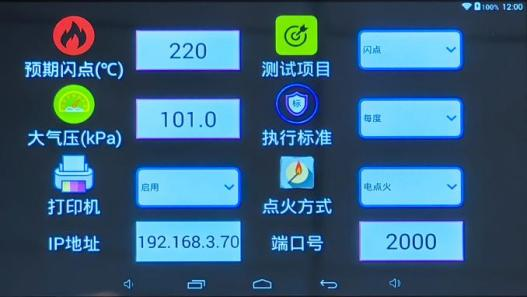 100% 12:00
预期闪点(℃) 220 测试项目 闪点
大气压(kPa) 101.0 标 执行标准 每度
打印机 启用 点火方式 电点火
IP地址 192.168.3.70 端口号 2000